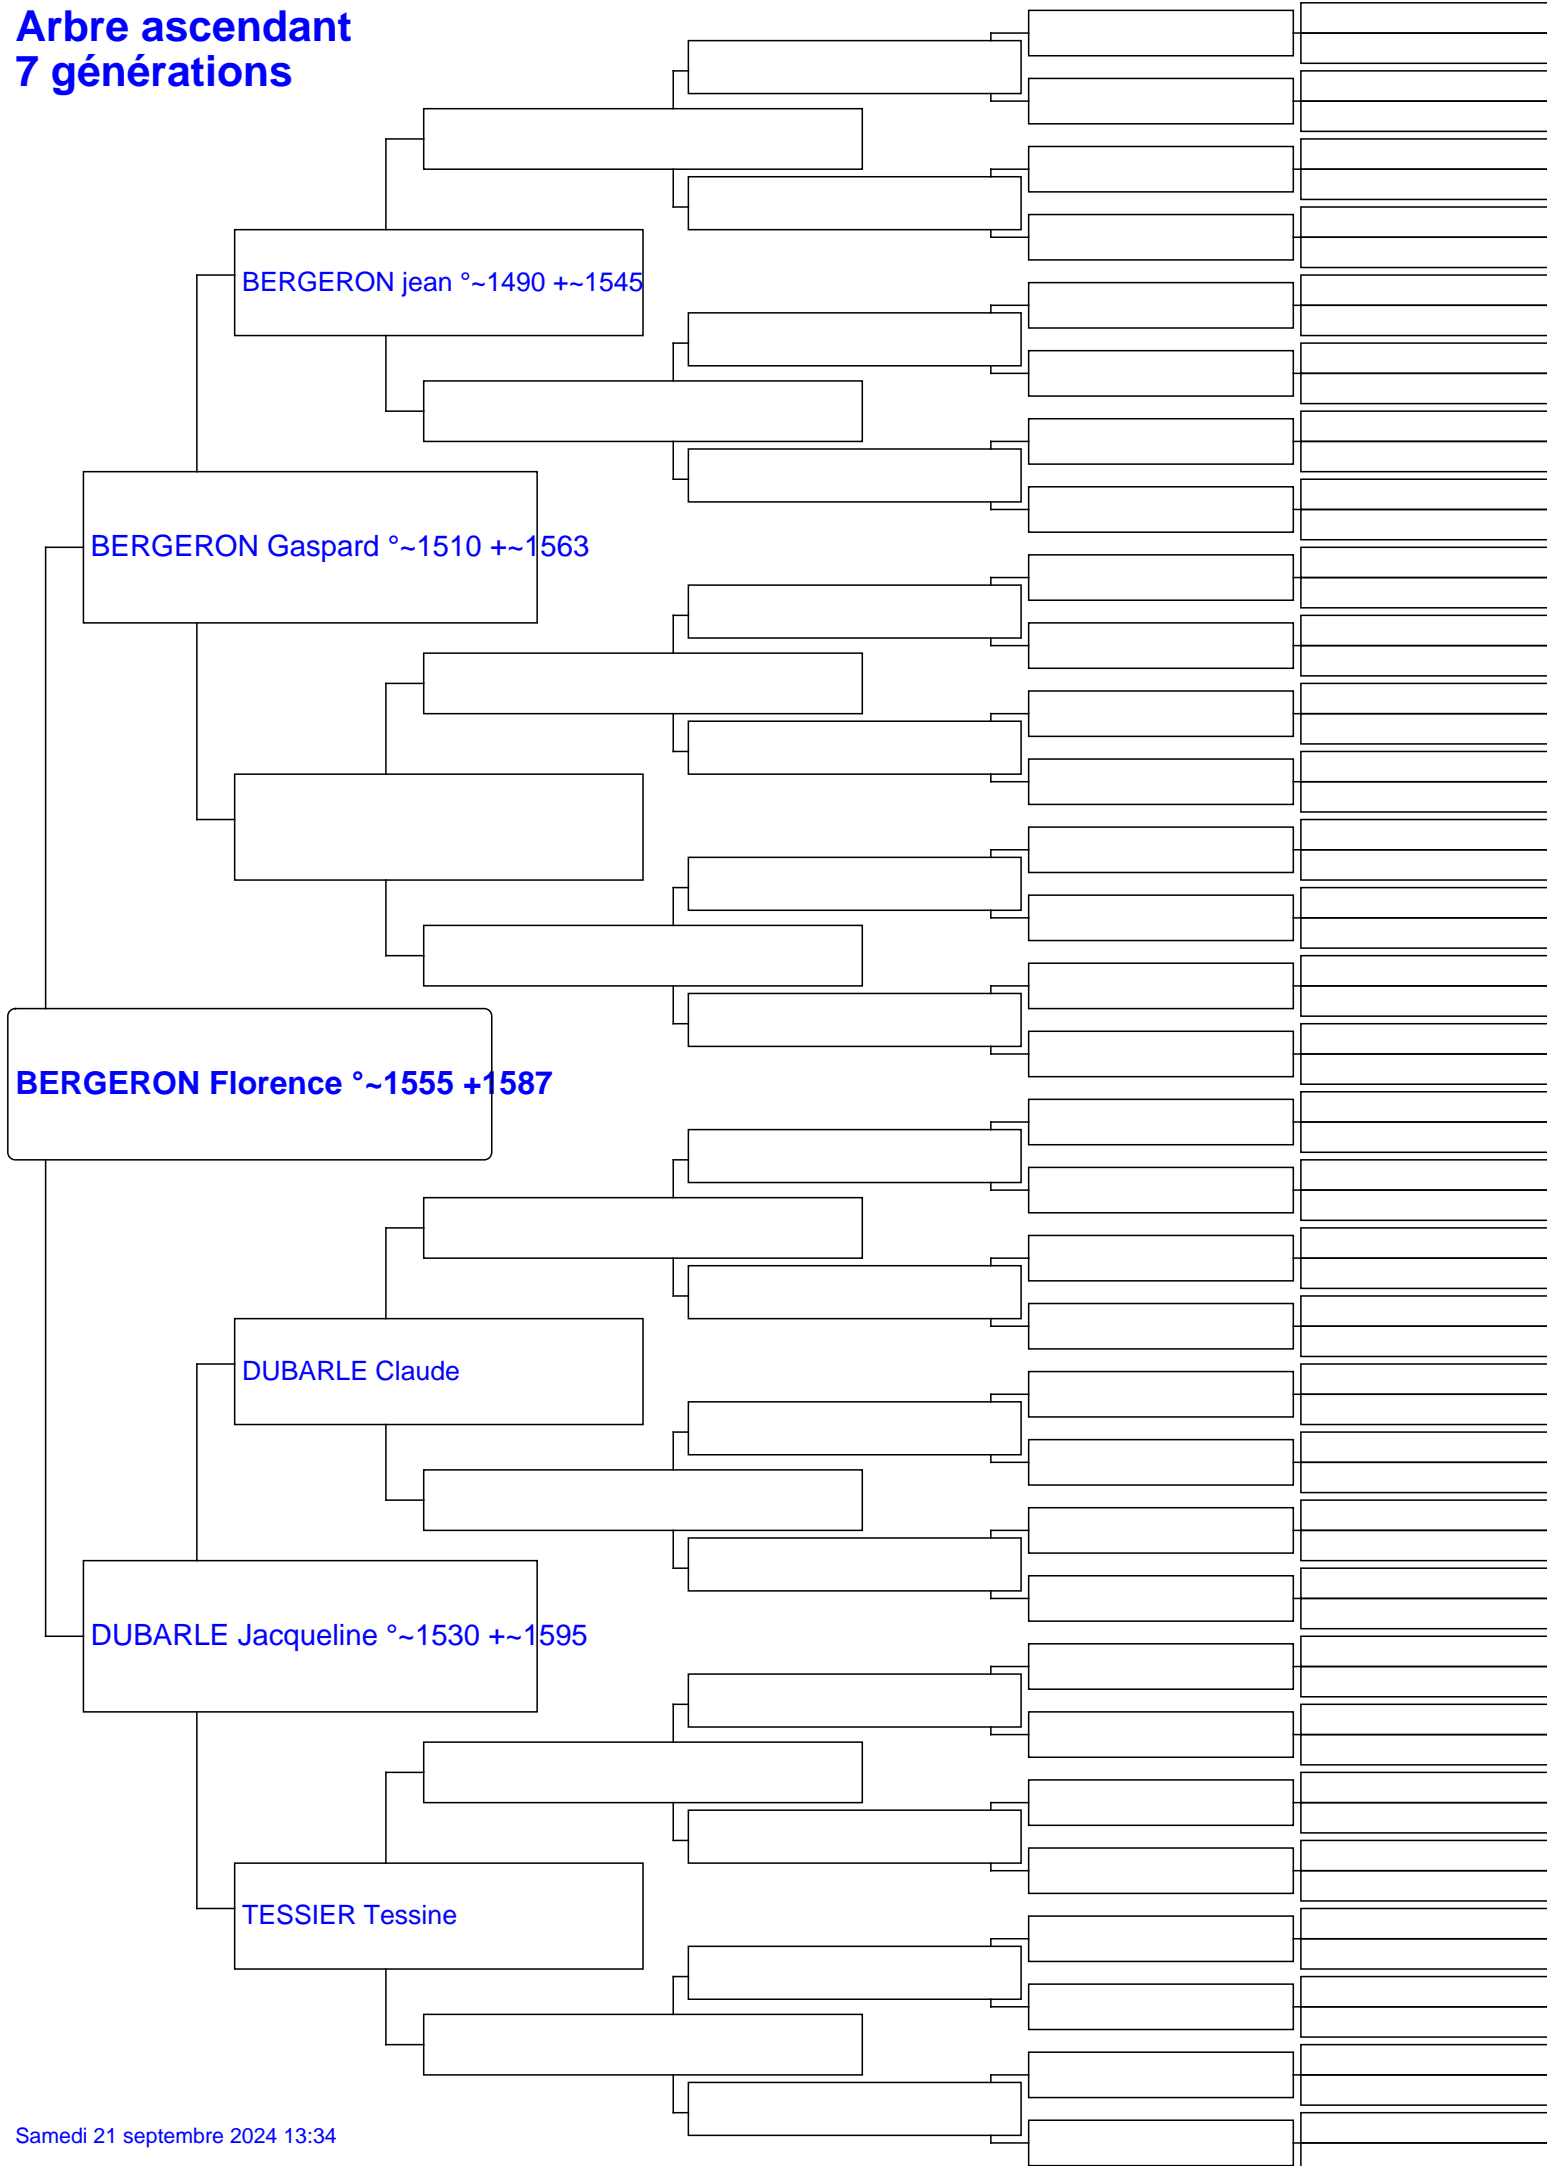 Arbre ascendant
7 générations
BERGERON jean °~1490 +~1545
BERGERON Gaspard °~1510 +~1563
BERGERON Florence °~1555 +1587
DUBARLE Claude
DUBARLE Jacqueline °~1530 +~1595
TESSIER Tessine
Samedi 21 septembre 2024 13:34